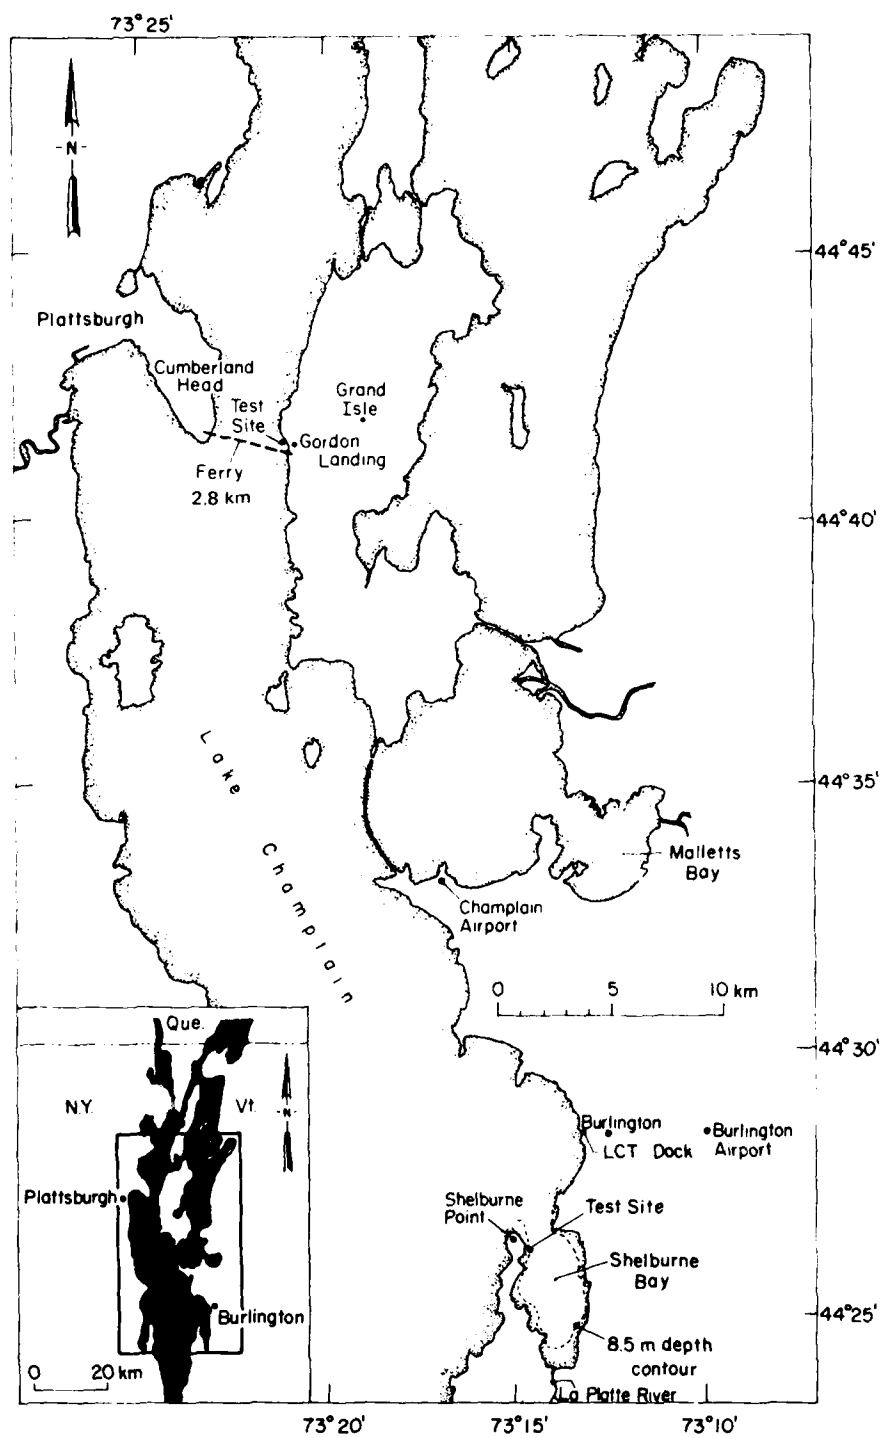 73°25'
-N-
44°45'
Plattsburgh
Cumberland
Head
Test
Site
Grand
Isle
Gordon
Landing
Ferry
2.8 km
44°40'
Lake
Champlain
44°35'
Malletts
Bay
Champlain
Airport
0 5 10 km
44°30'
Burlington
LCT Dock
Burlington
Airport
Shelburne
Point
Test Site
Shelburne
Bay
44°25'
8.5 m depth
contour
La Platte River
73°20' 73°15' 73°10'
Que.
N.Y.
Vt.
N
Plattsburgh
Burlington
0 20 km